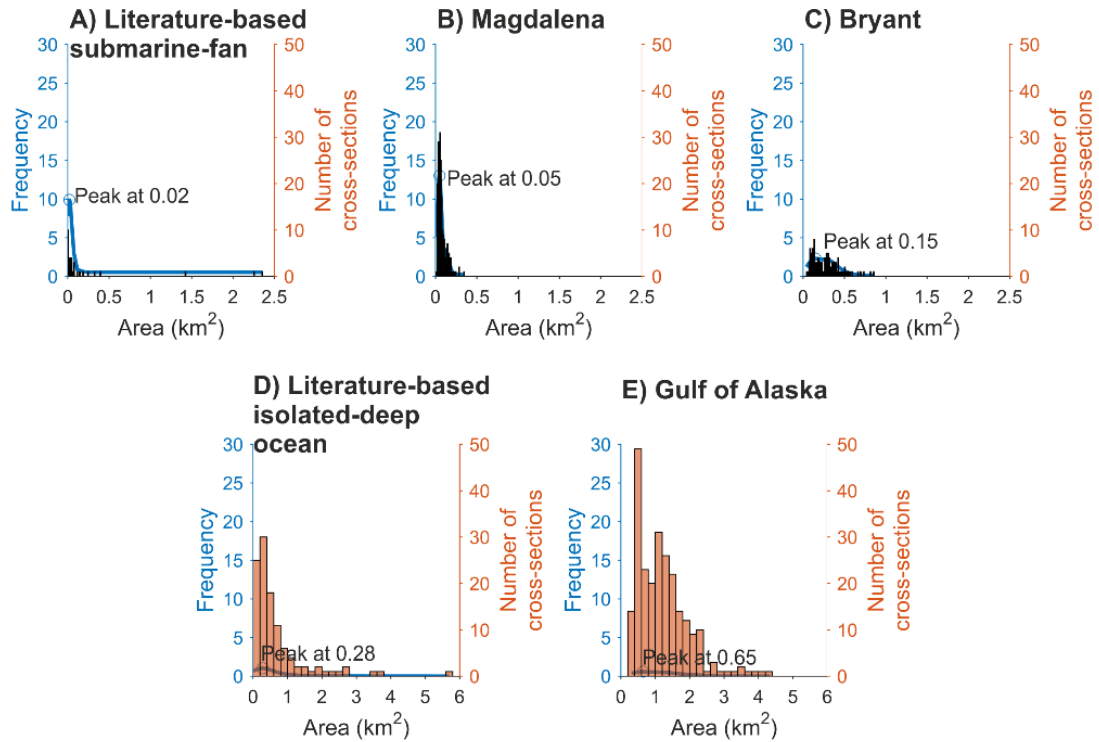 A) Literature-based
submarine-fan
30
25
20
15
10
5
0
Frequency
Peak at 0.02
50
40
30
20
10
0
Number of
cross-sections
0 0.5 1 1.5 2 2.5
Area (km²)
B) Magdalena
30
25
20
15
10
5
0
Frequency
Peak at 0.05
50
40
30
20
10
0
Number of
cross-sections
0 0.5 1 1.5 2 2.5
Area (km²)
C) Bryant
30
25
20
15
10
5
0
Frequency
Peak at 0.15
50
40
30
20
10
0
Number of
cross-sections
0 0.5 1 1.5 2 2.5
Area (km²)
D) Literature-based
isolated-deep
ocean
30
25
20
15
10
5
0
Frequency
Peak at 0.28
50
40
30
20
10
0
Number of
cross-sections
0 1 2 3 4 5 6
Area (km²)
E) Gulf of Alaska
30
25
20
15
10
5
0
Frequency
Peak at 0.65
50
40
30
20
10
0
Number of
cross-sections
0 1 2 3 4 5 6
Area (km²)